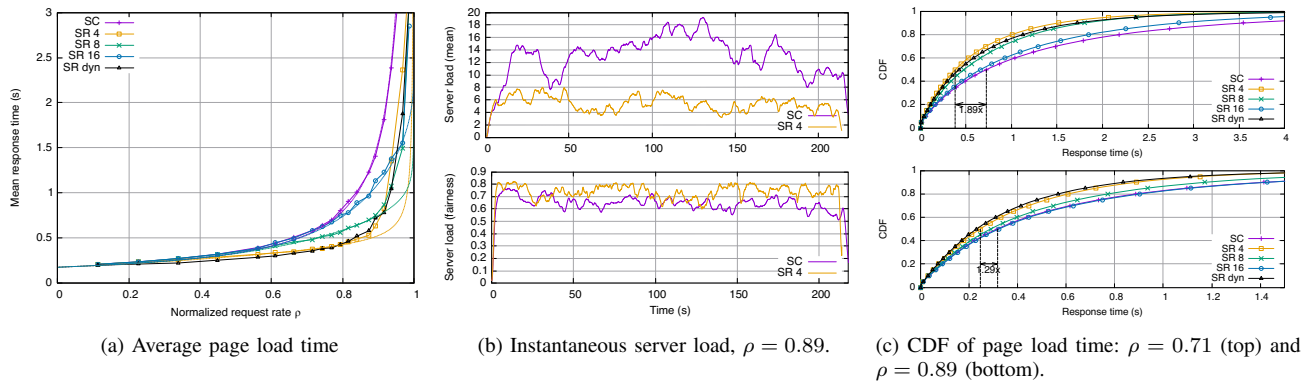 3
2.5
2
1.5
1
0.5
0
0 0.2 0.4 0.6 0.8 1
Mean response time (s)
Normalized request rate ρ
SC
SR 4
SR 8
SR 16
SR dyn
20
18
16
14
12
10
8
6
4
2
0
0 50 100 150 200
Server load (mean)
SC
SR 4
0.9
0.8
0.7
0.6
0.5
0.4
0.3
0.2
0.1
0
0 50 100 150 200
Server load (fairness)
Time (s)
SC
SR 4
1
0.8
0.6
0.4
0.2
0
0 0.5 1 1.5 2 2.5 3 3.5 4
CDF
Response time (s)
1.89x
SC
SR 4
SR 8
SR 16
SR dyn
1
0.8
0.6
0.4
0.2
0
0 0.2 0.4 0.6 0.8 1 1.2 1.4
CDF
Response time (s)
1.29x
SC
SR 4
SR 8
SR 16
SR dyn
(a) Average page load time
(b) Instantaneous server load, ρ = 0.89.
(c) CDF of page load time: ρ = 0.71 (top) and
ρ = 0.89 (bottom).